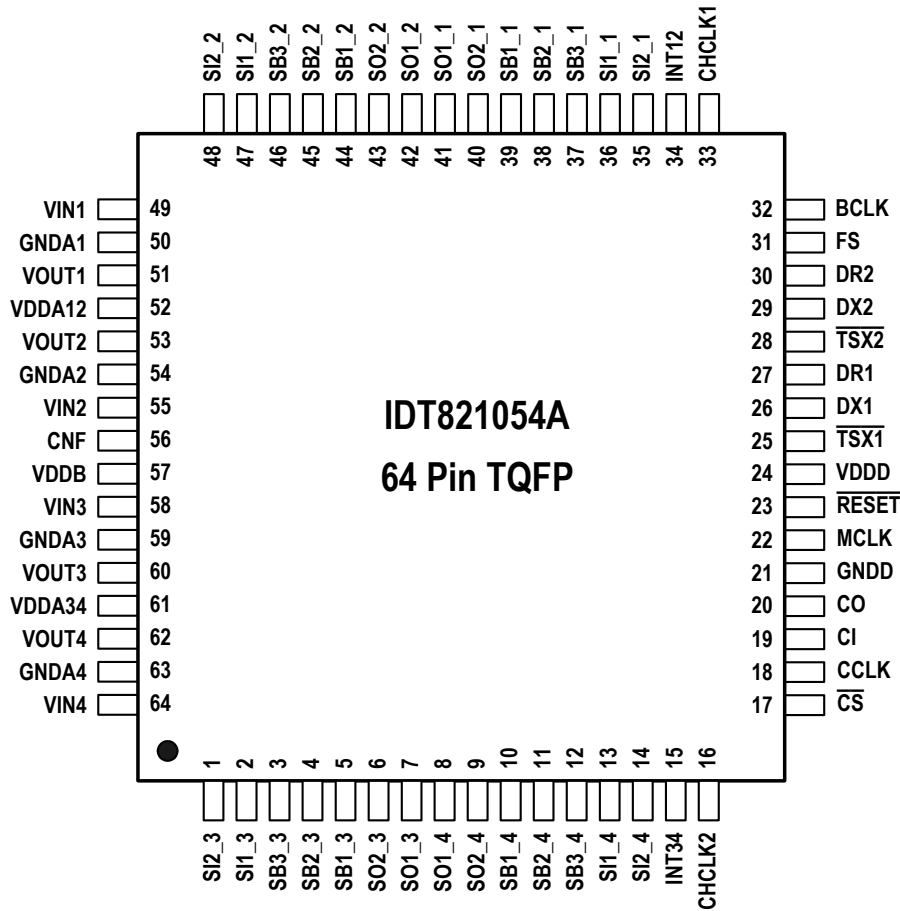 SI2_2
SI1_2
SB3_2
SB2_2
SB1_2
SO2_2
SO1_2
SO1_1
SO2_1
SB1_1
SB2_1
SB3_1
SI1_1
SI2_1
INT12
CHCLK1
48
47
46
45
44
43
42
41
40
39
38
37
36
35
34
33
VIN1 49
GNDA1 50
VOUT1 51
VDDA12 52
VOUT2 53
GNDA2 54
VIN2 55
CNF 56
VDDB 57
VIN3 58
GNDA3 59
VOUT3 60
VDDA34 61
VOUT4 62
GNDA4 63
VIN4 64
IDT821054A
64 Pin TQFP
32 BCLK
31 FS
30 DR2
29 DX2
28 TSX2
27 DR1
26 DX1
25 TSX1
24 VDDD
23 RESET
22 MCLK
21 GNDD
20 CO
19 CI
18 CCLK
17 CS
1
2
3
4
5
6
7
8
9
10
11
12
13
14
15
16
SI2_3
SI1_3
SB3_3
SB2_3
SB1_3
SO2_3
SO1_3
SO1_4
SO2_4
SB1_4
SB2_4
SB3_4
SI1_4
SI2_4
INT34
CHCLK2